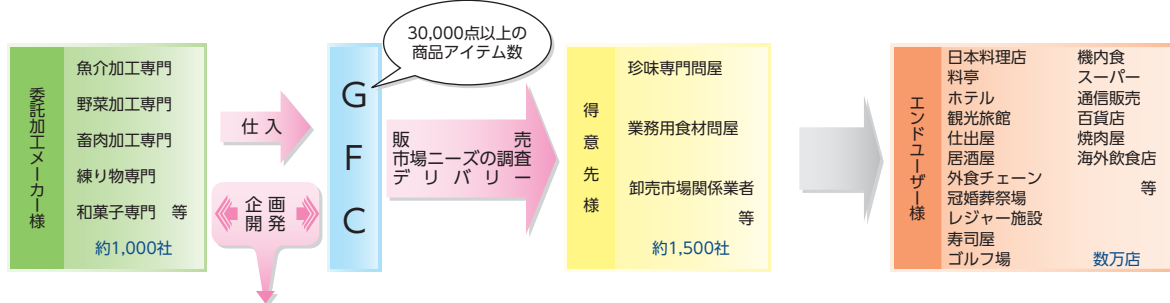 委託加工メーカー様
魚介加工専門
野菜加工専門
畜肉加工専門
練り物専門
和菓子専門 等
約1,000社
仕入
企画
開発
30,000点以上の
商品アイテム数
GFC
販売
市場ニーズの調査
デリバリー
得意先様
珍味専門問屋
業務用食材問屋
卸売市場関係業者
等
約1,500社
エンドユーザー様
日本料理店
料亭
ホテル
観光旅館
仕出屋
居酒屋
外食チェーン
冠婚葬祭場
レジャー施設
寿司屋
ゴルフ場
機内食
スーパー
通信販売
百貨店
焼肉屋
海外飲食店
等
数万店